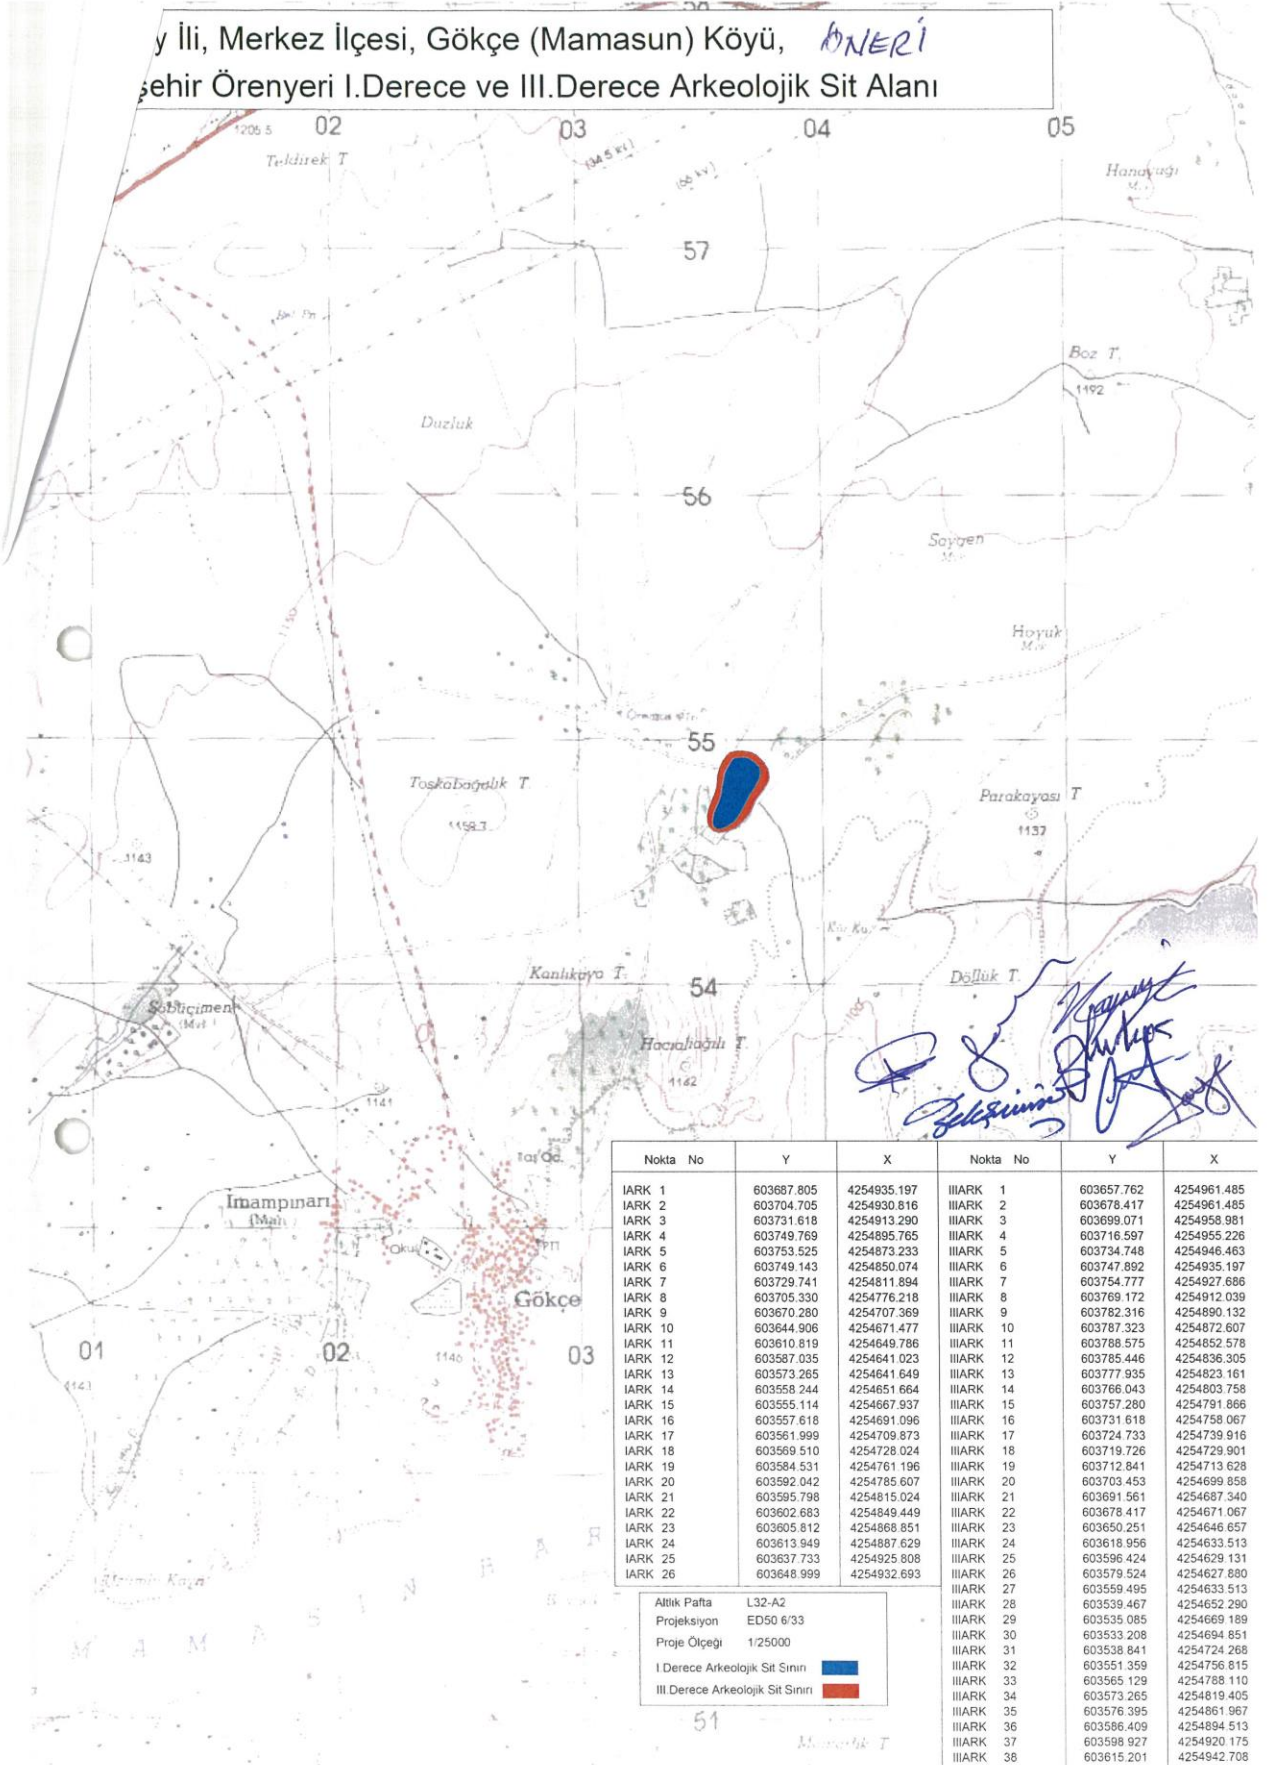 y İli, Merkez İlçesi, Gökçe (Mamasun) Köyü, ÖNERİ
şehir Örenyeri I.Derece ve III.Derece Arkeolojik Sit Alanı
1205 5
02
03
04
05
Teldirek T
(34.5 kv)
(66 kv)
Hanayuğı
57
Boz T.
1192
Duzluk
56
Saygen
Hoyuk
1150
55
Toskabagalık T.
1159.7
Parakayası T
1137
1143
Kanlıkaya T.
54
Döllük T.
Sobuçimen
(Mah)
Hacıaliağılı T.
1142
1141
Taş Oc.
Imampınarı
(Mah)
Okul
PTT
Gökçe
01
02
03
1146
1143
M A M A S I N B A R
51
Nokta No Y X Nokta No Y X
IARK 1 603687.805 4254935.197 IIIARK 1 603657.762 4254961.485
IARK 2 603704.705 4254930.816 IIIARK 2 603678.417 4254961.485
IARK 3 603731.618 4254913.290 IIIARK 3 603699.071 4254958.981
IARK 4 603749.769 4254895.765 IIIARK 4 603716.597 4254955.226
IARK 5 603753.525 4254873.233 IIIARK 5 603734.748 4254946.463
IARK 6 603749.143 4254850.074 IIIARK 6 603747.892 4254935.197
IARK 7 603729.741 4254811.894 IIIARK 7 603754.777 4254927.686
IARK 8 603705.330 4254776.218 IIIARK 8 603769.172 4254912.039
IARK 9 603670.280 4254707.369 IIIARK 9 603782.316 4254890.132
IARK 10 603644.906 4254671.477 IIIARK 10 603787.323 4254872.607
IARK 11 603610.819 4254649.786 IIIARK 11 603788.575 4254852.578
IARK 12 603587.035 4254641.023 IIIARK 12 603785.446 4254836.305
IARK 13 603573.265 4254641.649 IIIARK 13 603777.935 4254823.161
IARK 14 603558.244 4254651.664 IIIARK 14 603766.043 4254803.758
IARK 15 603555.114 4254667.937 IIIARK 15 603757.280 4254791.866
IARK 16 603557.618 4254691.096 IIIARK 16 603731.618 4254758.067
IARK 17 603561.999 4254709.873 IIIARK 17 603724.733 4254739.916
IARK 18 603569.510 4254728.024 IIIARK 18 603719.726 4254729.901
IARK 19 603584.531 4254761.196 IIIARK 19 603712.841 4254713.628
IARK 20 603592.042 4254785.607 IIIARK 20 603703.453 4254699.858
IARK 21 603595.798 4254815.024 IIIARK 21 603691.561 4254687.340
IARK 22 603602.683 4254849.449 IIIARK 22 603678.417 4254671.067
IARK 23 603605.812 4254868.851 IIIARK 23 603650.251 4254646.657
IARK 24 603613.949 4254887.629 IIIARK 24 603618.956 4254633.513
IARK 25 603637.733 4254925.808 IIIARK 25 603596.424 4254629.131
IARK 26 603648.999 4254932.693 IIIARK 26 603579.524 4254627.880
IIIARK 27 603559.495 4254633.513
IIIARK 28 603539.467 4254652.290
IIIARK 29 603535.085 4254669.189
IIIARK 30 603533.208 4254694.851
IIIARK 31 603538.841 4254724.268
IIIARK 32 603551.359 4254756.815
IIIARK 33 603565.129 4254788.110
IIIARK 34 603573.265 4254819.405
IIIARK 35 603576.395 4254861.967
IIIARK 36 603586.409 4254894.513
IIIARK 37 603598.927 4254920.175
IIIARK 38 603615.201 4254942.708
Altlık Pafta L32-A2
Projeksiyon ED50 6/33
Proje Ölçeği 1/25000
I.Derece Arkeolojik Sit Sınırı
III.Derece Arkeolojik Sit Sınırı